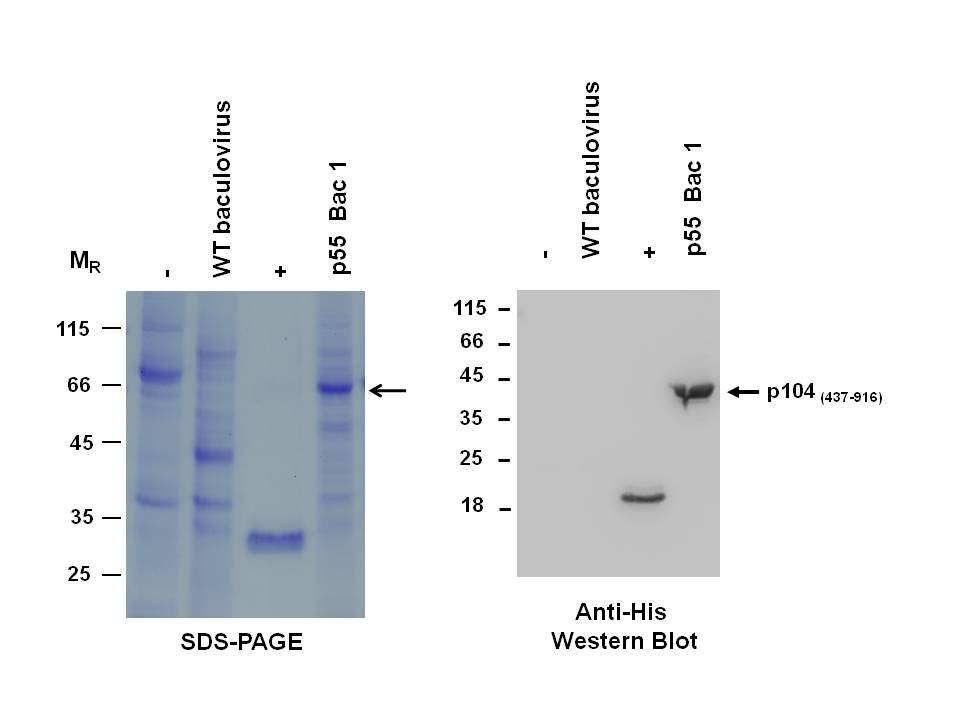 MR
-
WT baculovirus
+
p55 Bac 1
115
66
45
35
25
SDS-PAGE
-
WT baculovirus
+
p55 Bac 1
115
66
45
35
25
18
p104 (437-916)
Anti-His
Western Blot